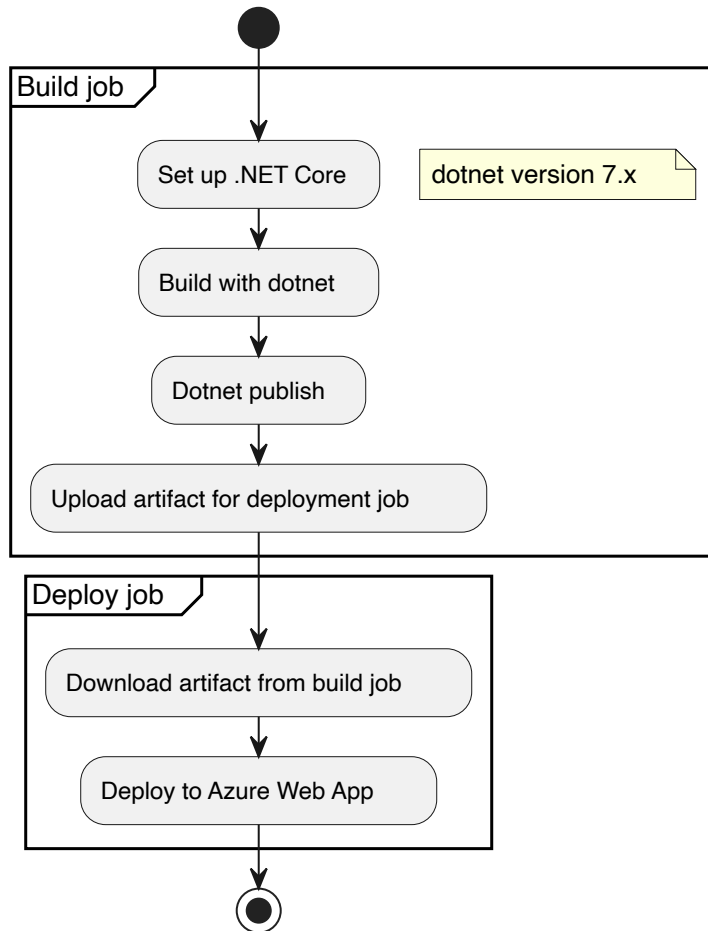 Build job
Set up .NET Core
dotnet version 7.x
Build with dotnet
Dotnet publish
Upload artifact for deployment job
Deploy job
Download artifact from build job
Deploy to Azure Web App